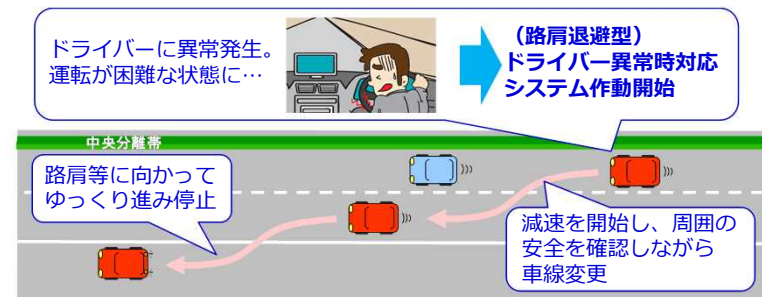 ドライバーに異常発生。
運転が困難な状態に…
（路肩退避型）
ドライバー異常時対応
システム作動開始
中央分離帯
路肩等に向かって
ゆっくり進み停止
減速を開始し、周囲の
安全を確認しながら
車線変更